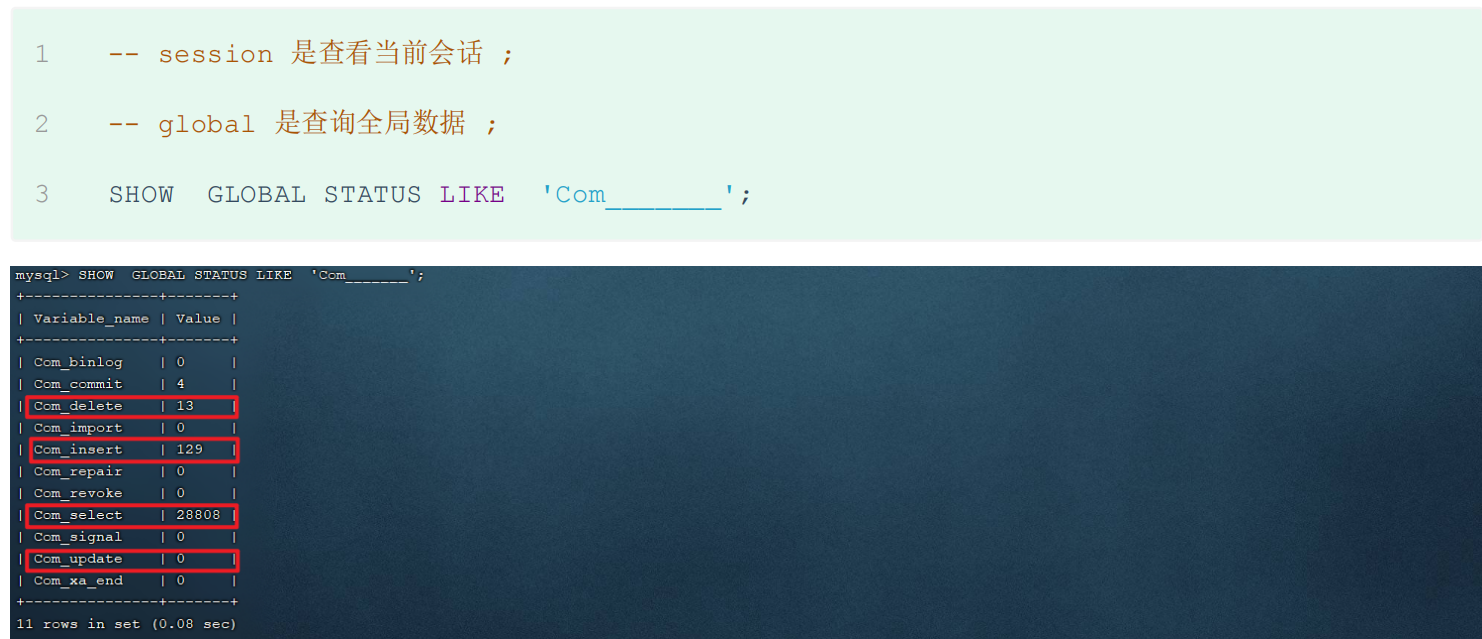 1 -- session 是查看当前会话 ;
2 -- global 是查询全局数据 ;
3 SHOW  GLOBAL STATUS LIKE  'Com_______';
mysql> SHOW  GLOBAL STATUS LIKE  'Com_______';
+---------------+-------+
| Variable_name | Value |
+---------------+-------+
| Com_binlog    | 0     |
| Com_commit    | 4     |
| Com_delete    | 13    |
| Com_import    | 0     |
| Com_insert    | 129   |
| Com_repair    | 0     |
| Com_revoke    | 0     |
| Com_select    | 28808 |
| Com_signal    | 0     |
| Com_update    | 0     |
| Com_xa_end    | 0     |
+---------------+-------+
11 rows in set (0.08 sec)